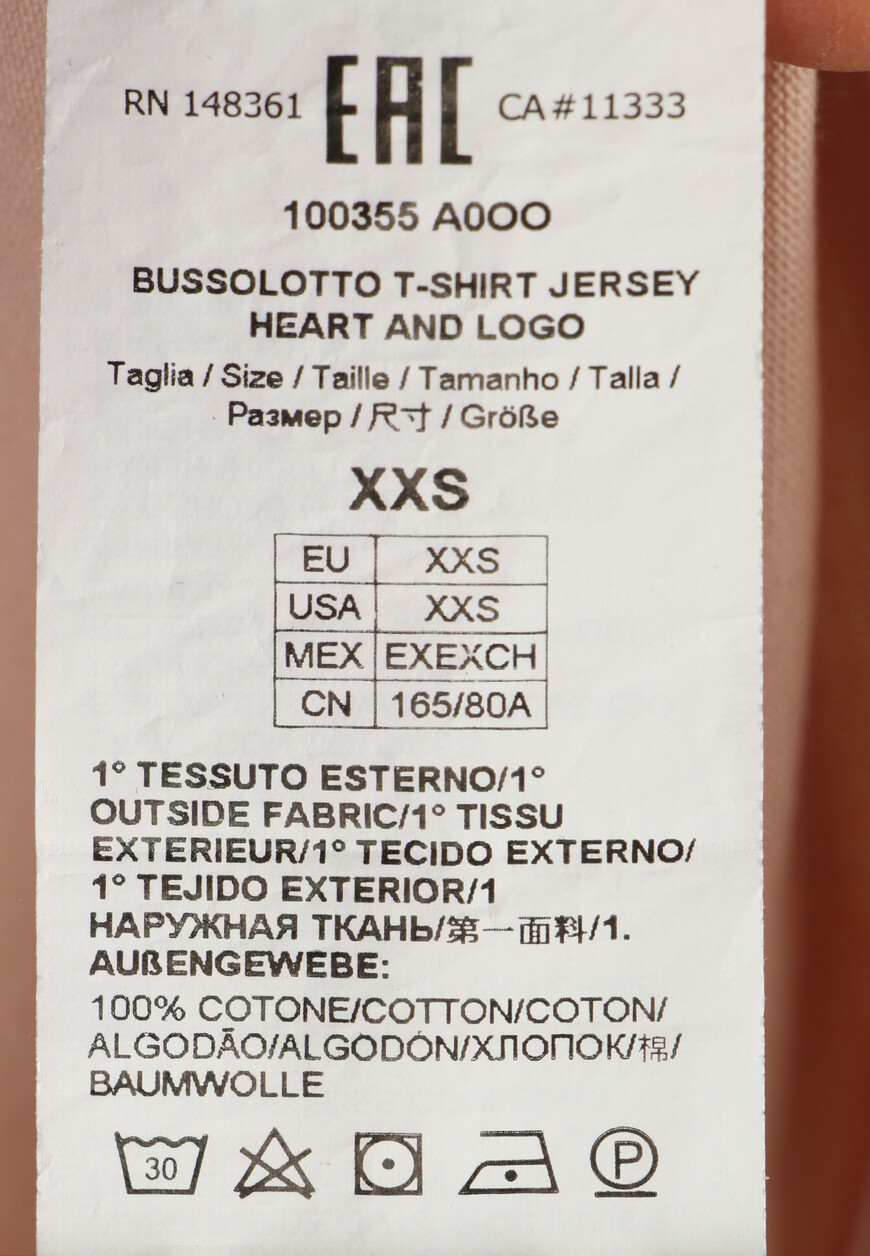 RN 148361 EAC CA#11333
100355 A0OO
BUSSOLOTTO T-SHIRT JERSEY
HEART AND LOGO
Taglia / Size / Taille / Tamanho / Talla /
Размер / 尺寸 / Größe
XXS
EU XXS
USA XXS
MEX EXEXCH
CN 165/80A
1° TESSUTO ESTERNO/1°
OUTSIDE FABRIC/1° TISSU
EXTERIEUR/1° TECIDO EXTERNO/
1° TEJIDO EXTERIOR/1
НАРУЖНАЯ ТКАНЬ/第一面料/1.
AUßENGEWEBE:
100% COTONE/COTTON/COTON/
ALGODÃO/ALGODÓN/ХЛОПОК/棉/
BAUMWOLLE
30 P